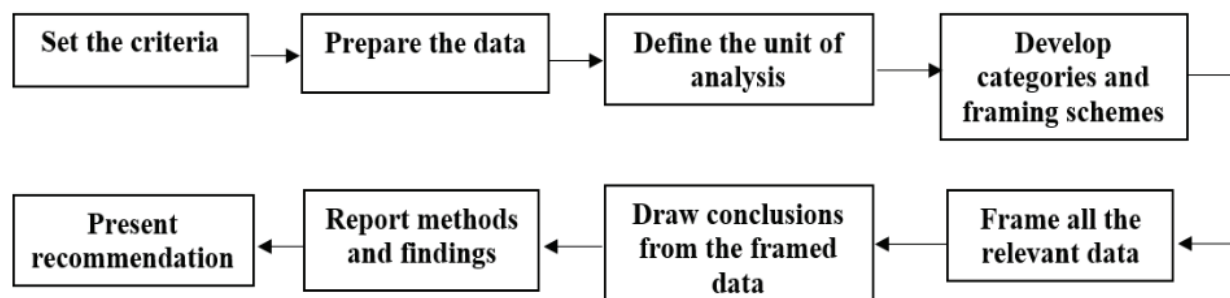 Set the criteria
Prepare the data
Define the unit of
analysis
Develop
categories and
framing schemes
Present
recommendation
Report methods
and findings
Draw conclusions
from the framed
data
Frame all the
relevant data